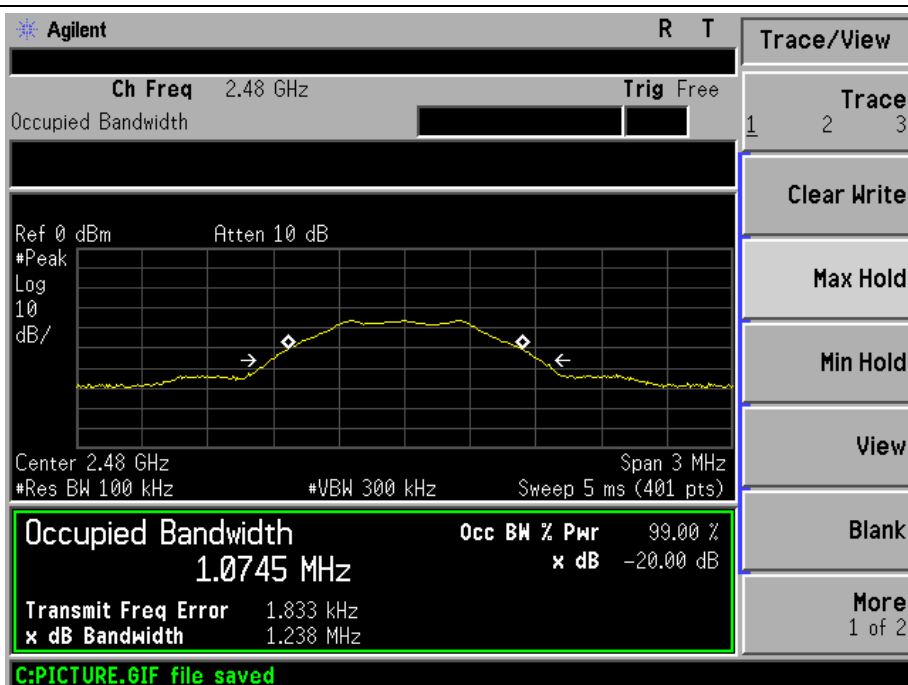 Agilent R T
Trace/View
Ch Freq 2.48 GHz Trig Free
Occupied Bandwidth
Trace
1 2 3
Clear Write
Max Hold
Min Hold
View
Blank
More
1 of 2
Ref 0 dBm Atten 10 dB
#Peak
Log
10
dB/
Center 2.48 GHz Span 3 MHz
#Res BW 100 kHz #VBW 300 kHz Sweep 5 ms (401 pts)
Occupied Bandwidth Occ BW % Pwr 99.00 %
1.0745 MHz x dB -20.00 dB
Transmit Freq Error 1.833 kHz
x dB Bandwidth 1.238 MHz
C:PICTURE.GIF file saved